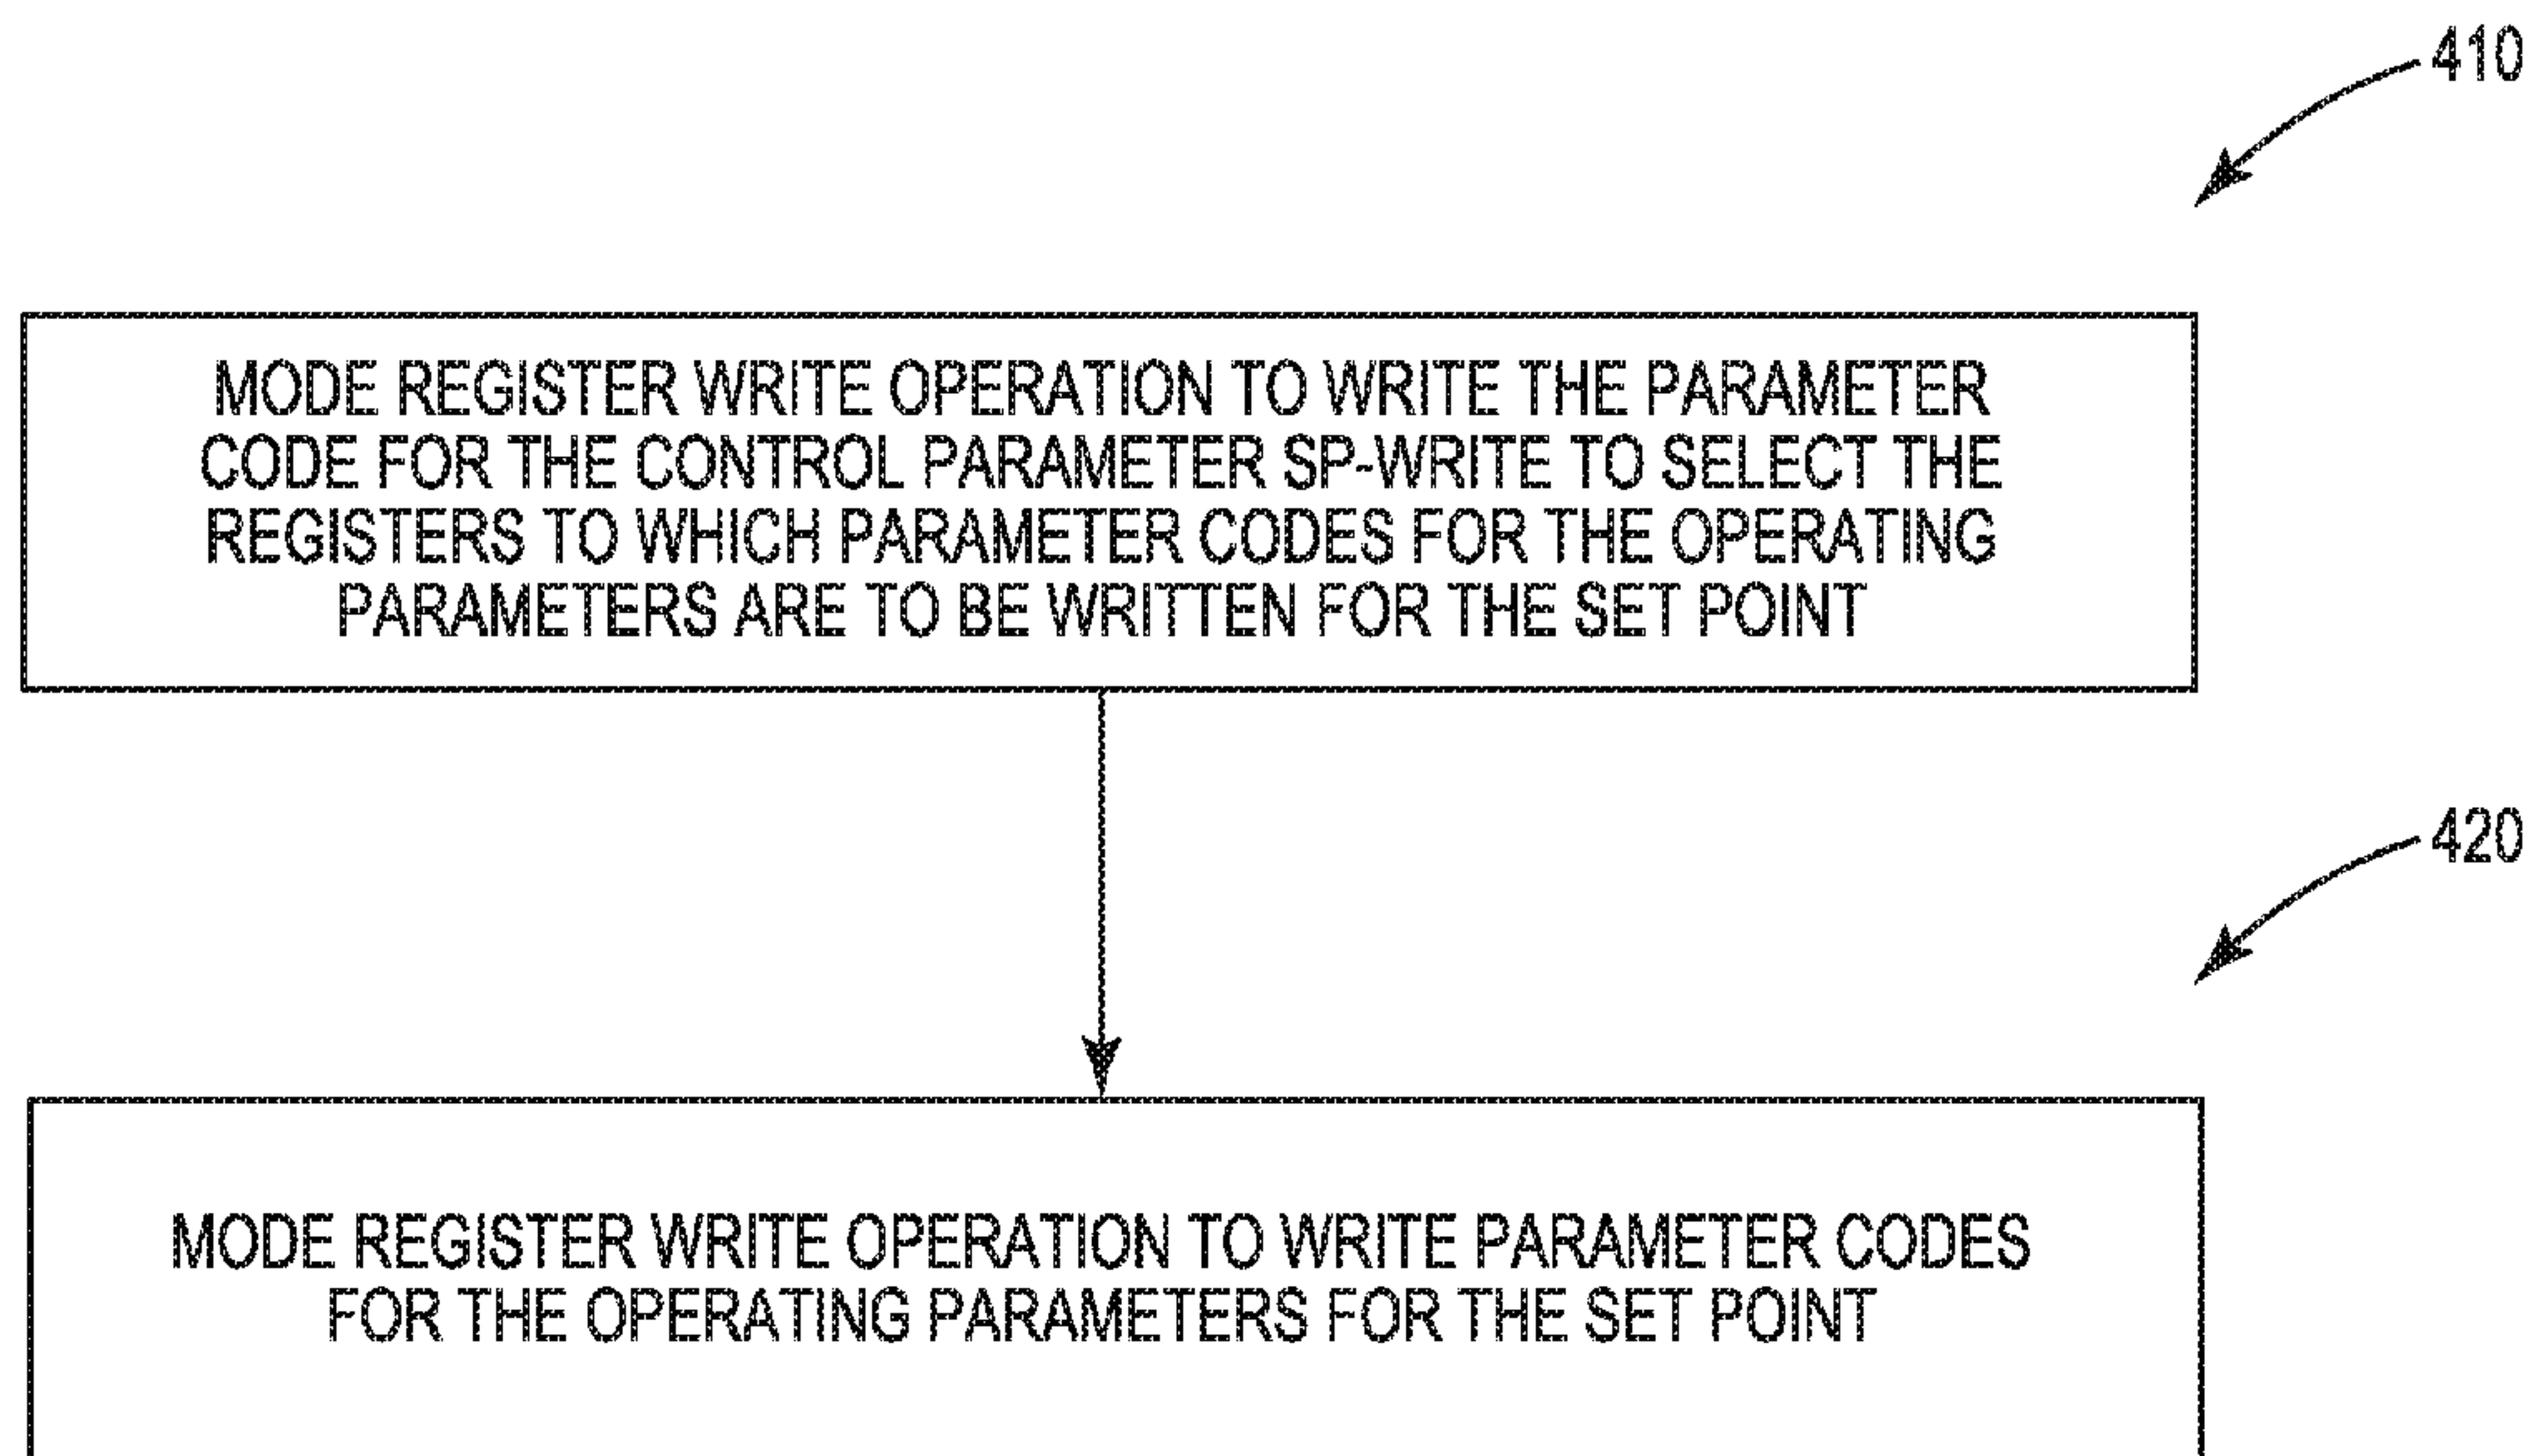 410
MODE REGISTER WRITE OPERATION TO WRITE THE PARAMETER
CODE FOR THE CONTROL PARAMETER SP-WRITE TO SELECT THE
REGISTERS TO WHICH PARAMETER CODES FOR THE OPERATING
PARAMETERS ARE TO BE WRITTEN FOR THE SET POINT
420
MODE REGISTER WRITE OPERATION TO WRITE PARAMETER CODES
FOR THE OPERATING PARAMETERS FOR THE SET POINT